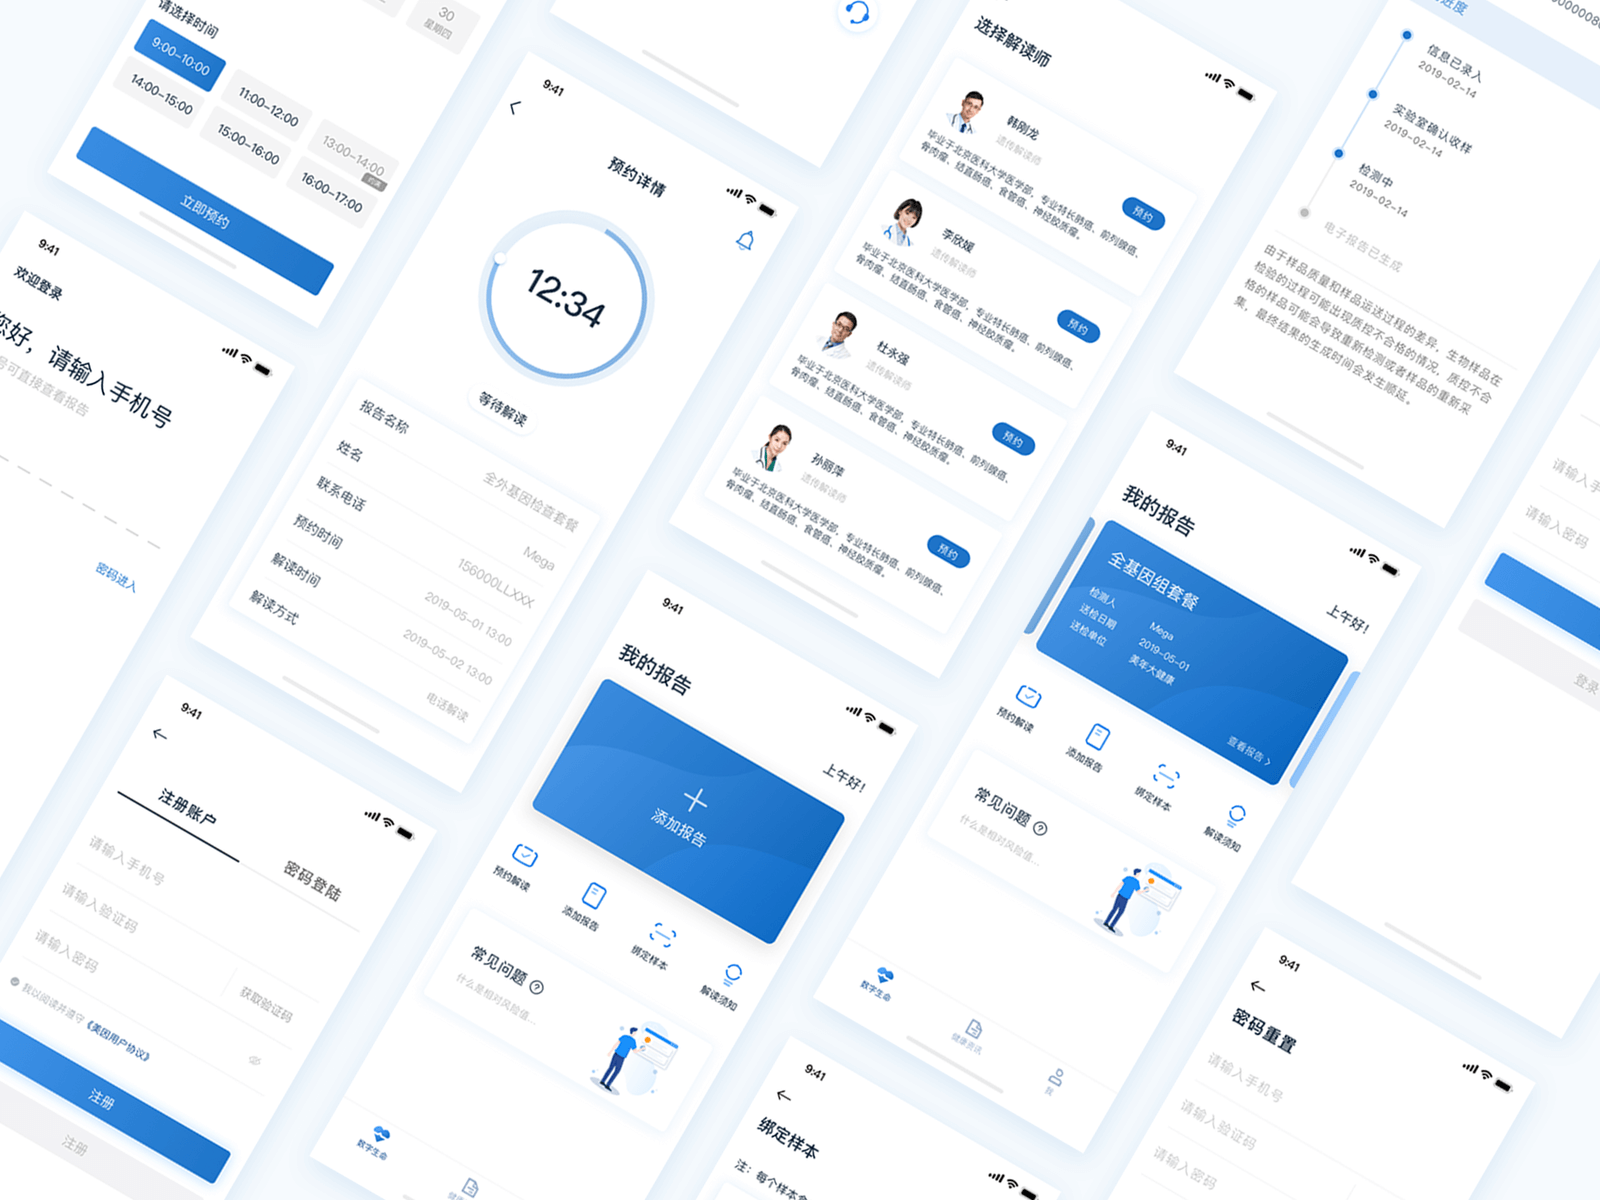 30
星期四
请选择时间
9:00-10:00
11:00-12:00
13:00-14:00
14:00-15:00
15:00-16:00
16:00-17:00
立即预约
9:41
欢迎登录
您好，请输入手机号
号可直接查看报告
密码进入
9:41
预约详情
12:34
等待解读
报告名称
全外基因检查套餐
姓名
Mega
联系电话
156000LLXXX
预约时间
2019-05-01 13:00
解读时间
2019-05-02 13:00
解读方式
电话解读
9:41
注册账户
密码登陆
请输入手机号
请输入验证码
获取验证码
请输入密码
我以阅读并遵守《美因用户协议》
注册
注册
选择解读师
韩刚龙
遗传解读师
毕业于北京医科大学医学部，专业特长肺癌、前列腺癌、
骨肉瘤、结直肠癌、食管癌、神经胶质瘤。
预约
李欣媛
遗传解读师
毕业于北京医科大学医学部，专业特长肺癌、前列腺癌、
骨肉瘤、结直肠癌、食管癌、神经胶质瘤。
预约
杜永强
遗传解读师
毕业于北京医科大学医学部，专业特长肺癌、前列腺癌、
骨肉瘤、结直肠癌、食管癌、神经胶质瘤。
预约
孙丽萍
遗传解读师
毕业于北京医科大学医学部，专业特长肺癌、前列腺癌、
骨肉瘤、结直肠癌、食管癌、神经胶质瘤。
预约
9:41
我的报告
上午好！
添加报告
预约解读
添加报告
绑定样本
解读须知
常见问题
什么是相对风险值...
数字生命
进度
信息已录入
2019-02-14
实验室确认收样
2019-02-14
检测中
2019-02-14
电子报告已生成
由于样品质量和样品运送过程的差异，生物样品在
检验的过程可能出现质控不合格的情况，质控不合
格的样品可能会导致重新检测或者样品的重新采
集，最终结果的生成时间会发生顺延。
9:41
我的报告
上午好！
全基因组套餐
检测人
Mega
送检日期
2019-05-01
送检单位
美年大健康
查看报告
预约解读
添加报告
绑定样本
解读须知
常见问题
什么是相对风险值...
数字生命
健康资讯
我
9:41
绑定样本
注：每个样本
请输入手
请输入密码
登录
9:41
密码重置
请输入手机号
请输入验证码
请输入密码